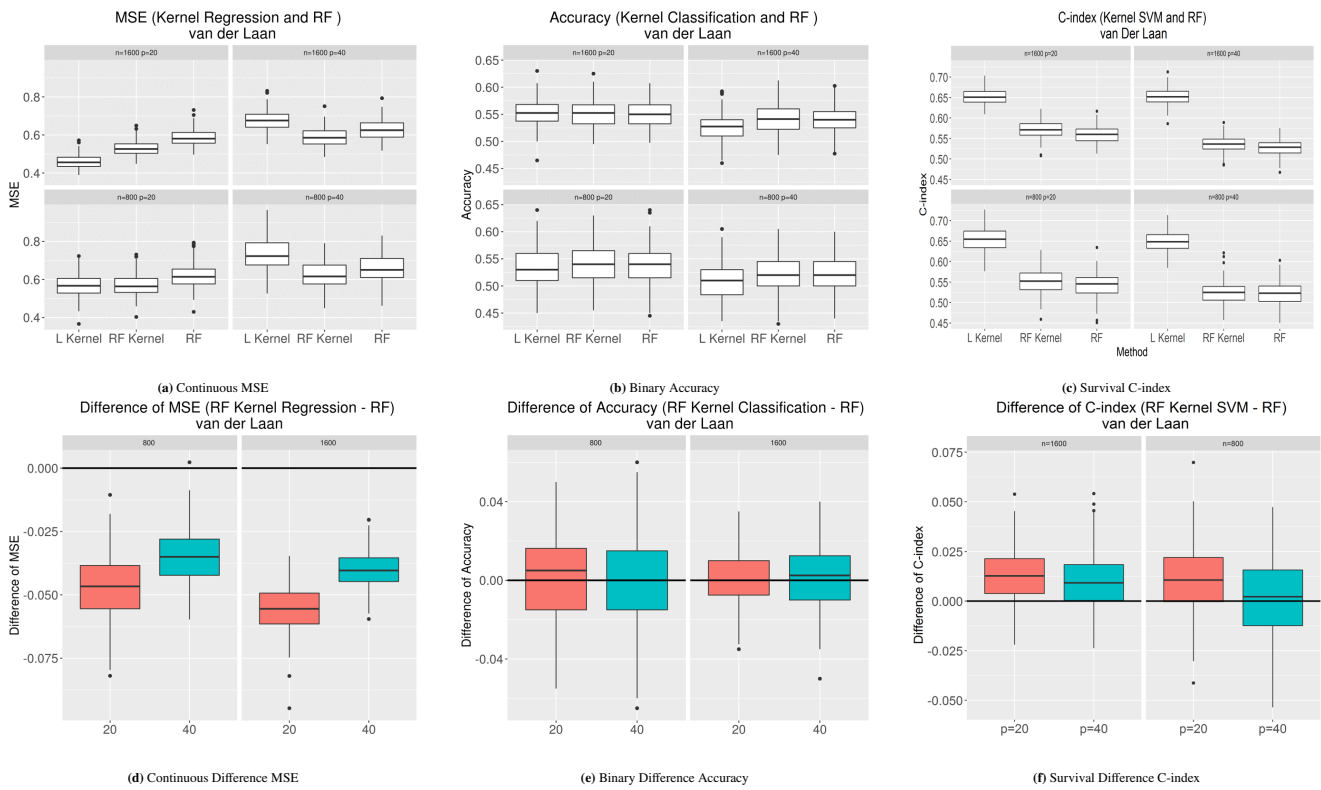 MSE (Kernel Regression and RF )
van der Laan
n=1600 p=20
n=1600 p=40
MSE
0.8
0.6
0.4
n=800 p=20
n=800 p=40
0.8
0.6
0.4
L Kernel RF Kernel RF
L Kernel RF Kernel RF
(a) Continuous MSE
Accuracy (Kernel Classification and RF )
van der Laan
n=1600 p=20
n=1600 p=40
Accuracy
0.65
0.60
0.55
0.50
0.45
n=800 p=20
n=800 p=40
0.65
0.60
0.55
0.50
0.45
L Kernel RF Kernel RF
L Kernel RF Kernel RF
(b) Binary Accuracy
C-index (Kernel SVM and RF)
van Der Laan
n=1600 p=20
n=1600 p=40
C-index
0.70
0.65
0.60
0.55
0.50
0.45
n=800 p=20
n=800 p=40
0.70
0.65
0.60
0.55
0.50
0.45
L Kernel RF Kernel RF
L Kernel RF Kernel RF
Method
(c) Survival C-index
Difference of MSE (RF Kernel Regression - RF)
van der Laan
800
1600
Difference of MSE
0.000
-0.025
-0.050
-0.075
20 40
20 40
(d) Continuous Difference MSE
Difference of Accuracy (RF Kernel Classification - RF)
van der Laan
800
1600
Difference of Accuracy
0.04
0.00
-0.04
20 40
20 40
(e) Binary Difference Accuracy
Difference of C-index (RF Kernel SVM - RF)
van der Laan
n=1600
n=800
Difference of C-index
0.075
0.050
0.025
0.000
-0.025
-0.050
p=20 p=40
p=20 p=40
(f) Survival Difference C-index